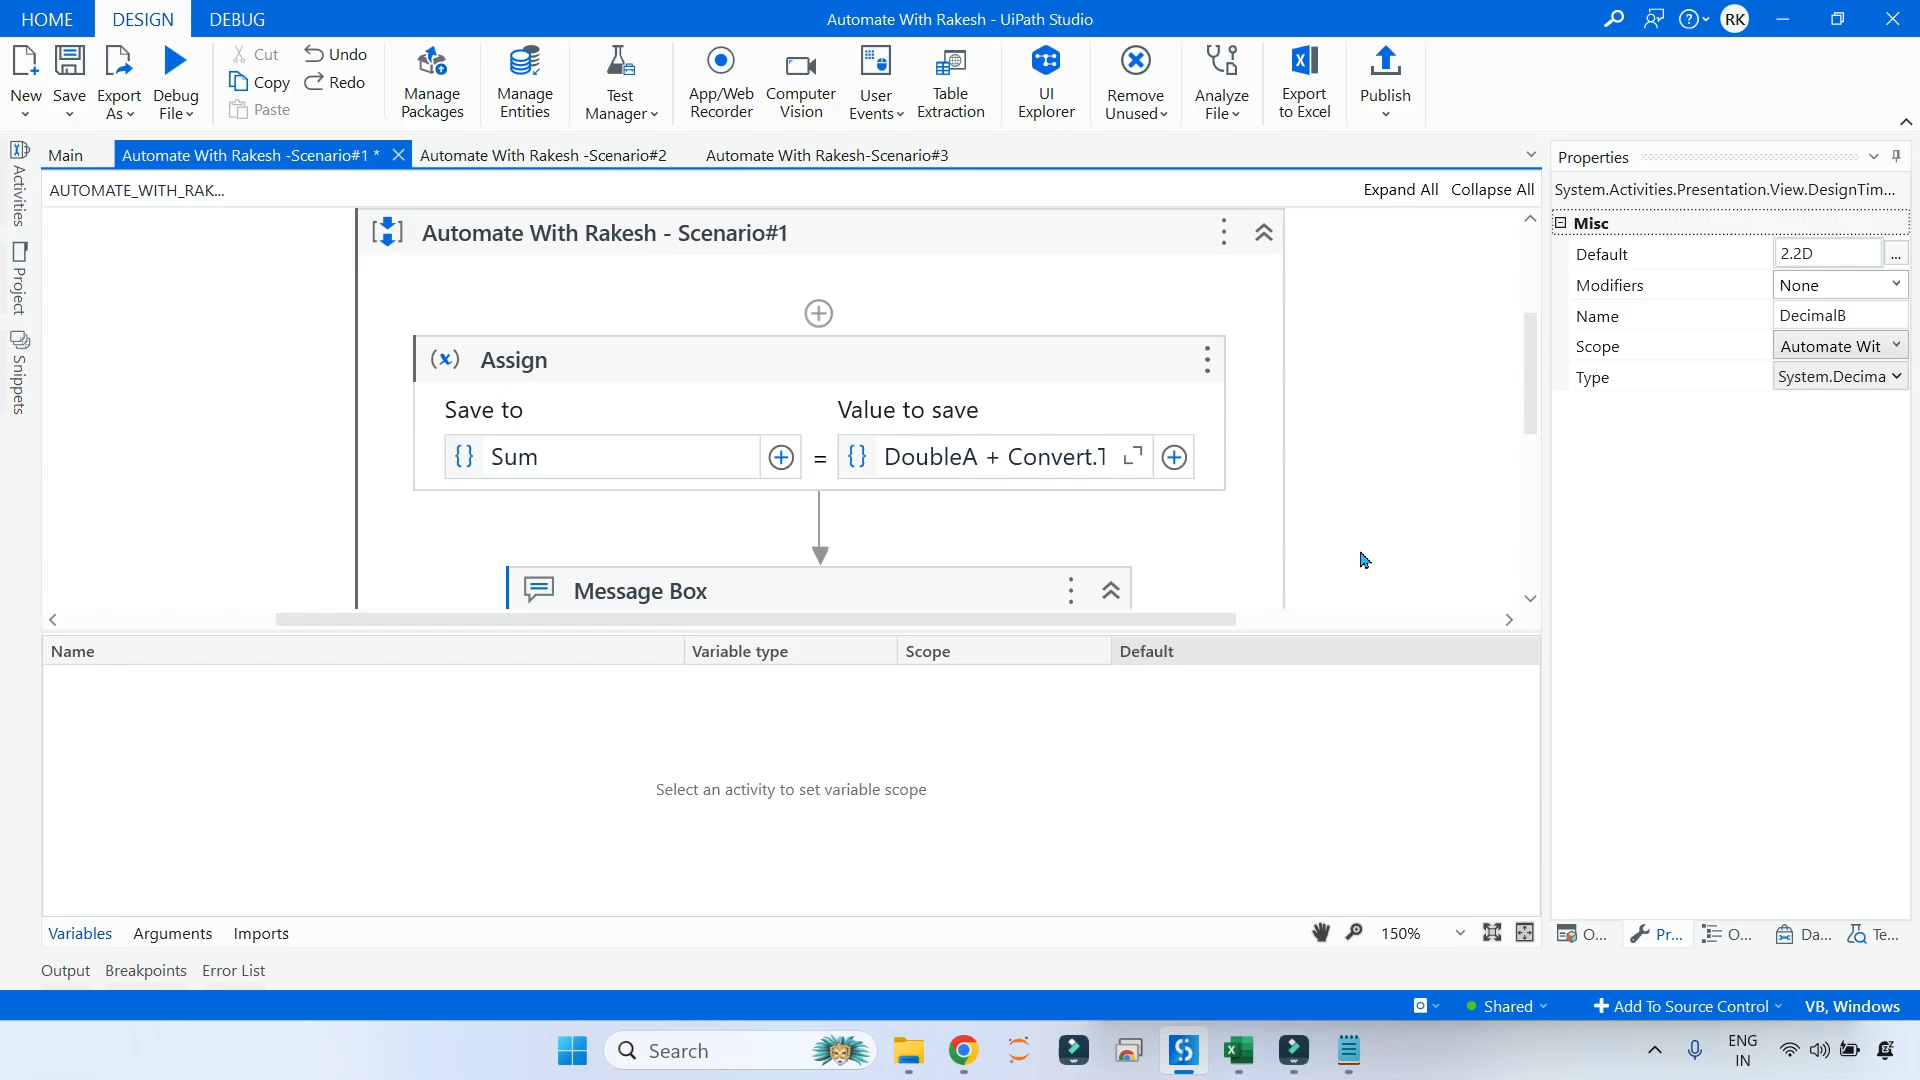 HOME DESIGN DEBUG Automate With Rakesh - UiPath Studio RK
New
Save
Export As
Debug File
Cut
Copy
Paste
Undo
Redo
Manage Packages
Manage Entities
Test Manager
App/Web Recorder
Computer Vision
User Events
Table Extraction
UI Explorer
Remove Unused
Analyze File
Export to Excel
Publish
Activities
Project
Snippets
Main Automate With Rakesh -Scenario#1 * Automate With Rakesh -Scenario#2 Automate With Rakesh-Scenario#3
AUTOMATE_WITH_RAK... Expand All Collapse All
Automate With Rakesh - Scenario#1
Assign
Save to Value to save
Sum = DoubleA + Convert.T
Message Box
Name Variable type Scope Default
Select an activity to set variable scope
Variables Arguments Imports 150%
Output Breakpoints Error List
Properties
System.Activities.Presentation.View.DesignTim...
Misc
Default 2.2D ...
Modifiers None
Name DecimalB
Scope Automate Wit
Type System.Decima
O... Pr... O... Da... Te...
Shared Add To Source Control VB, Windows
Search
ENG
IN